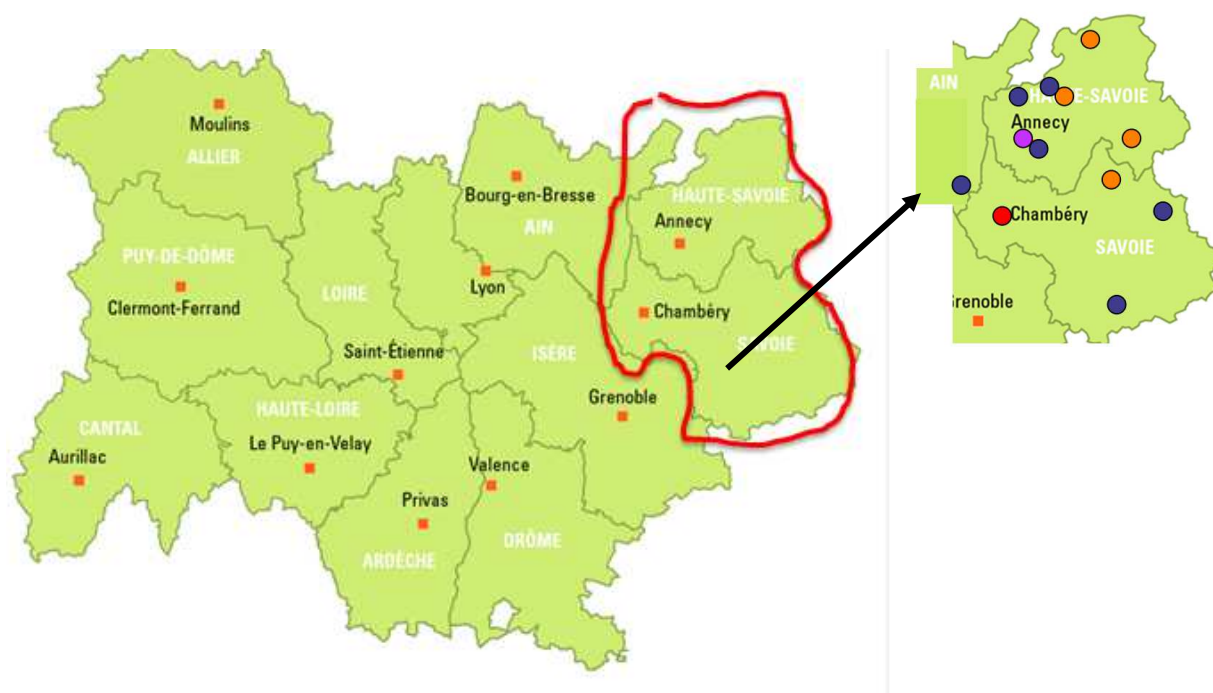 Moulins
ALLIER
Bourg-en-Bresse
AIN
HAUTE-SAVOIE
Annecy
PUY-DE-DÔME
Clermont-Ferrand
LOIRE
Lyon
Chambéry
SAVOIE
Saint-Étienne
ISÈRE
Grenoble
CANTAL
Aurillac
HAUTE-LOIRE
Le Puy-en-Velay
Valence
Privas
ARDÈCHE
DRÔME
AIN
Annecy
Chambéry
SAVOIE